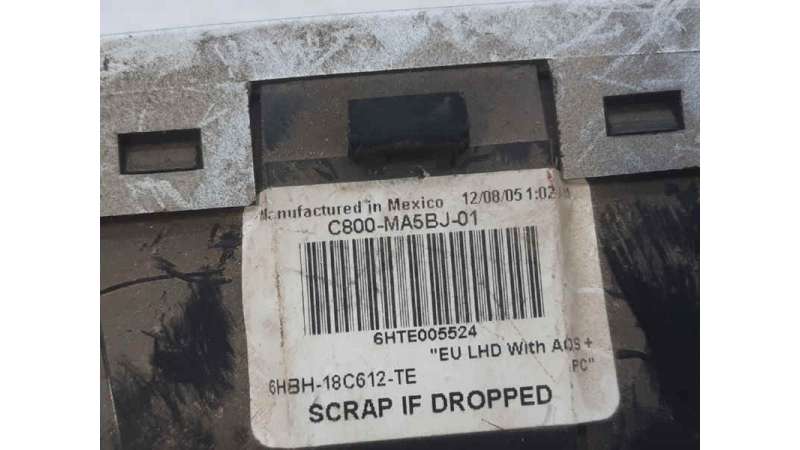 Manufactured in Mexico 12/08/05 1:02
C800-MA5BJ-01
6HTE005524
"EU LHD With AQS +
PC"
6HBH-18C612-TE
SCRAP IF DROPPED